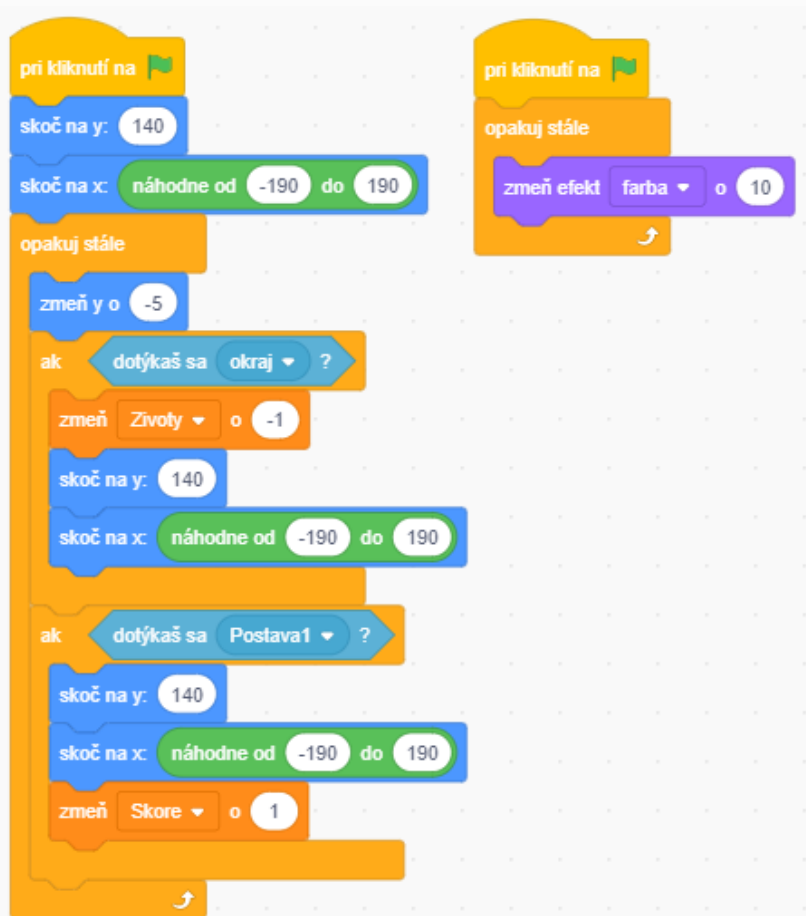 pri kliknutí na
skoč na y: 140
skoč na x: náhodne od -190 do 190
opakuj stále
zmeň y o -5
ak dotýkaš sa okraj ?
zmeň Zivoty o -1
skoč na y: 140
skoč na x: náhodne od -190 do 190
ak dotýkaš sa Postava1 ?
skoč na y: 140
skoč na x: náhodne od -190 do 190
zmeň Skore o 1
pri kliknutí na
opakuj stále
zmeň efekt farba o 10